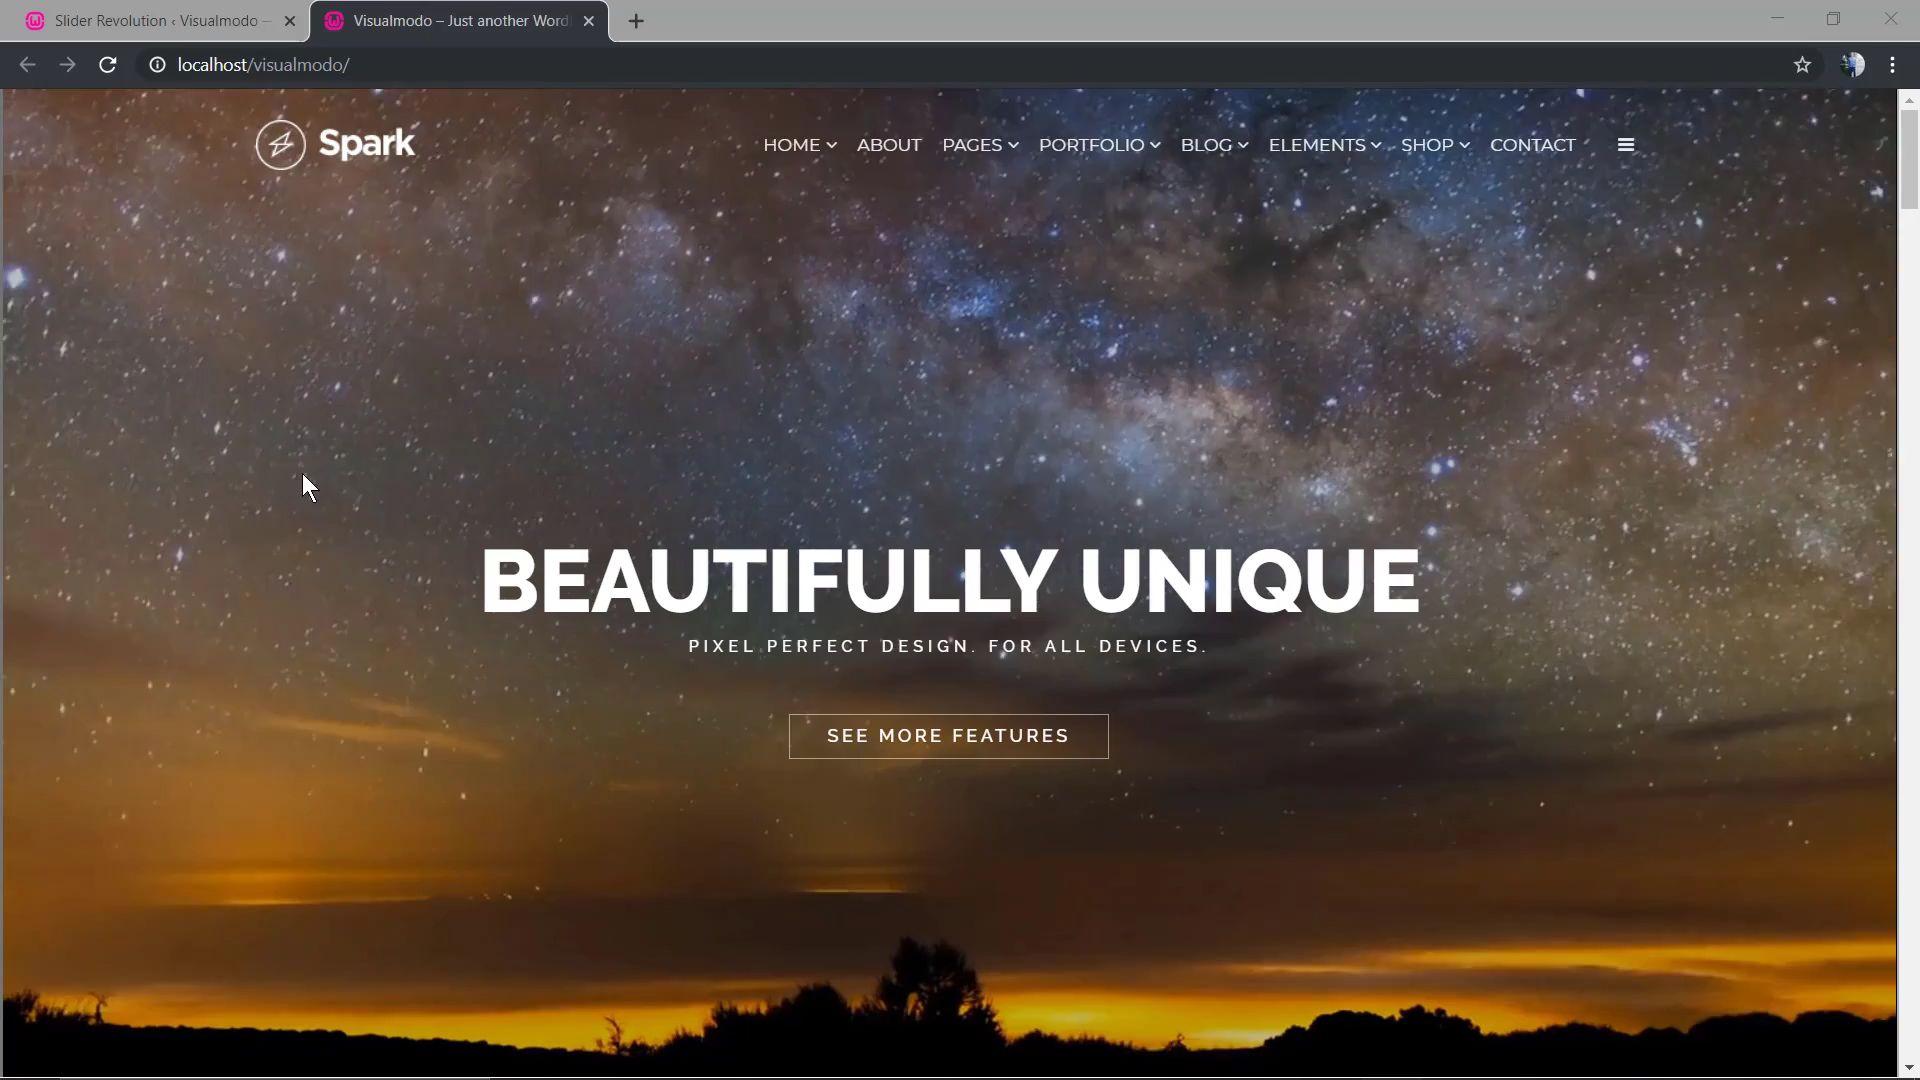 Slider Revolution ‹ Visualmodo —
Visualmodo – Just another Word
localhost/visualmodo/
Spark
HOME ABOUT PAGES PORTFOLIO BLOG ELEMENTS SHOP CONTACT
BEAUTIFULLY UNIQUE
PIXEL PERFECT DESIGN. FOR ALL DEVICES.
SEE MORE FEATURES